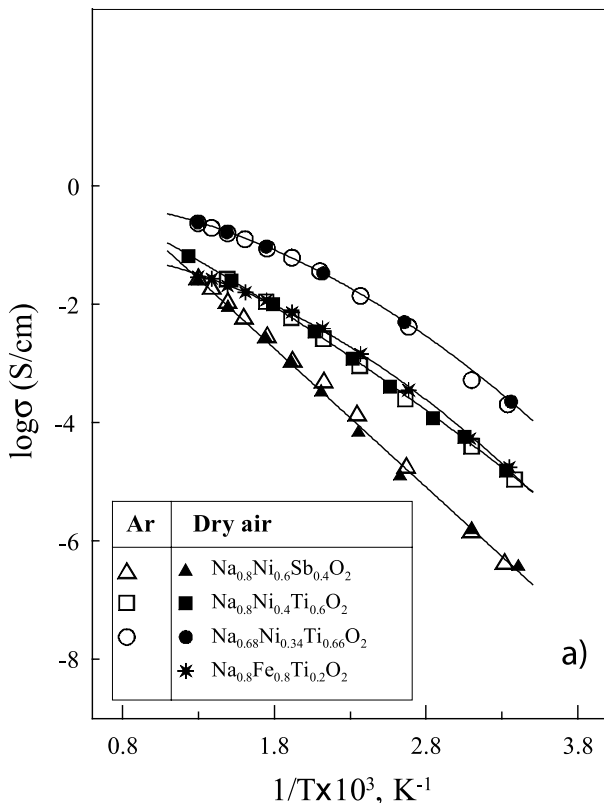 0
-2
-4
-6
-8
logσ (S/cm)
Ar Dry air
Na0.8Ni0.6Sb0.4O2
Na0.8Ni0.4Ti0.6O2
Na0.68Ni0.34Ti0.66O2
Na0.8Fe0.8Ti0.2O2
a)
0.8 1.8 2.8 3.8
1/Tx10³, K⁻¹